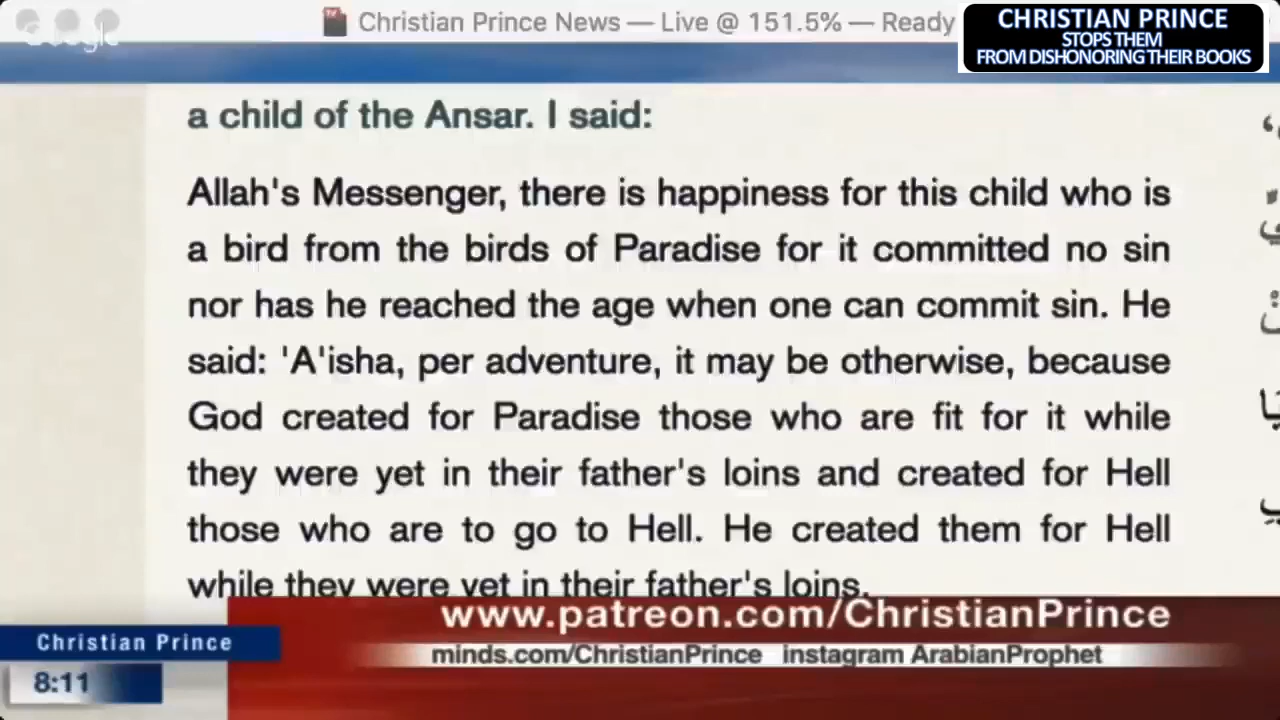 Christian Prince News — Live @ 151.5% — Ready
Google
CHRISTIAN PRINCE
STOPS THEM
FROM DISHONORING THEIR BOOKS
a child of the Ansar. I said:
Allah's Messenger, there is happiness for this child who is
a bird from the birds of Paradise for it committed no sin
nor has he reached the age when one can commit sin. He
said: 'A'isha, per adventure, it may be otherwise, because
God created for Paradise those who are fit for it while
they were yet in their father's loins and created for Hell
those who are to go to Hell. He created them for Hell
while they were yet in their father's loins.
www.patreon.com/ChristianPrince
Christian Prince
minds.com/ChristianPrince instagram ArabianProphet
8:11